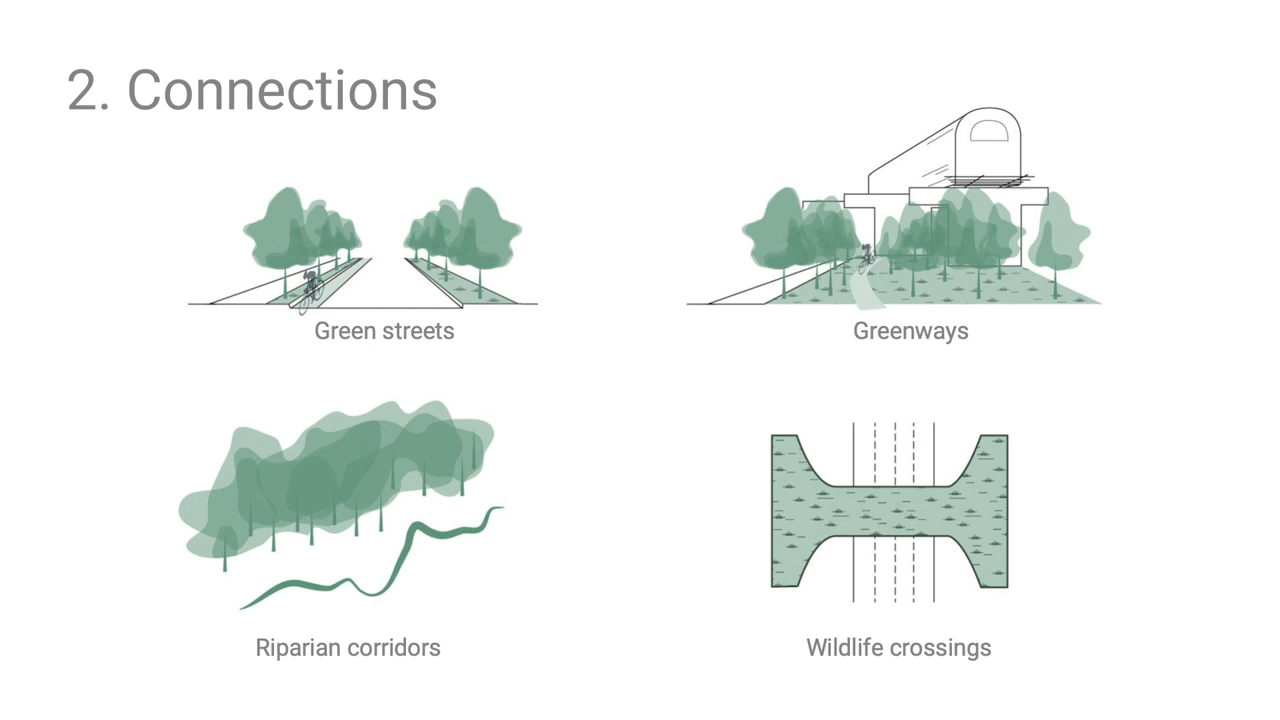 2. Connections
Green streets
Greenways
Riparian corridors
Wildlife crossings